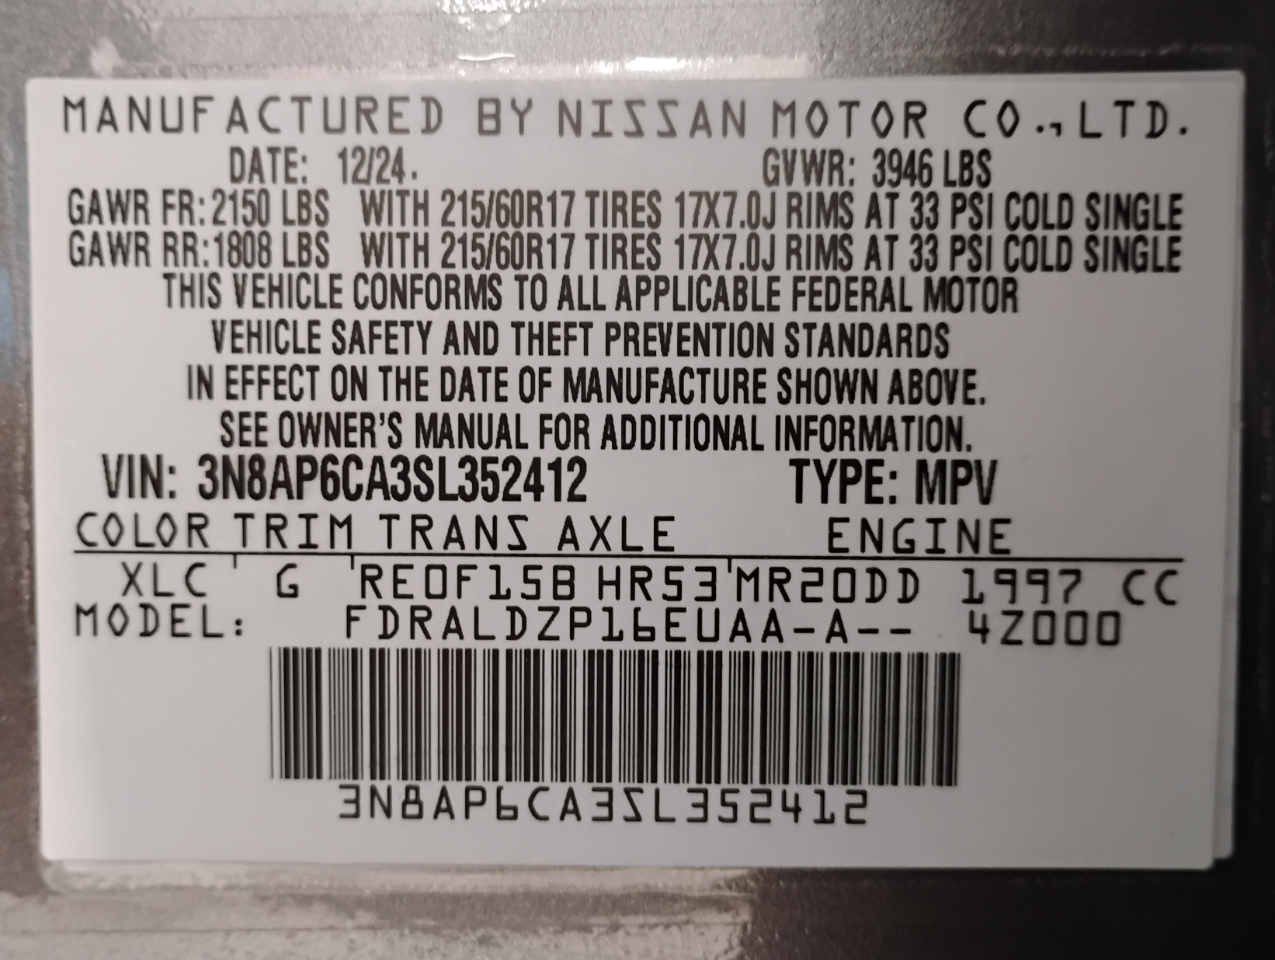 MANUFACTURED BY NISSAN MOTOR CO.,LTD.
DATE: 12/24. GVWR: 3946 LBS
GAWR FR: 2150 LBS WITH 215/60R17 TIRES 17X7.0J RIMS AT 33 PSI COLD SINGLE
GAWR RR: 1808 LBS WITH 215/60R17 TIRES 17X7.0J RIMS AT 33 PSI COLD SINGLE
THIS VEHICLE CONFORMS TO ALL APPLICABLE FEDERAL MOTOR
VEHICLE SAFETY AND THEFT PREVENTION STANDARDS
IN EFFECT ON THE DATE OF MANUFACTURE SHOWN ABOVE.
SEE OWNER'S MANUAL FOR ADDITIONAL INFORMATION.
VIN: 3N8AP6CA3SL352412 TYPE: MPV
COLOR TRIM TRANS AXLE ENGINE
XLC G RE0F15B HR53 MR20DD 1997 CC
MODEL: FDRALDZP16EUAA-A-- 4Z000
3N8AP6CA3SL352412